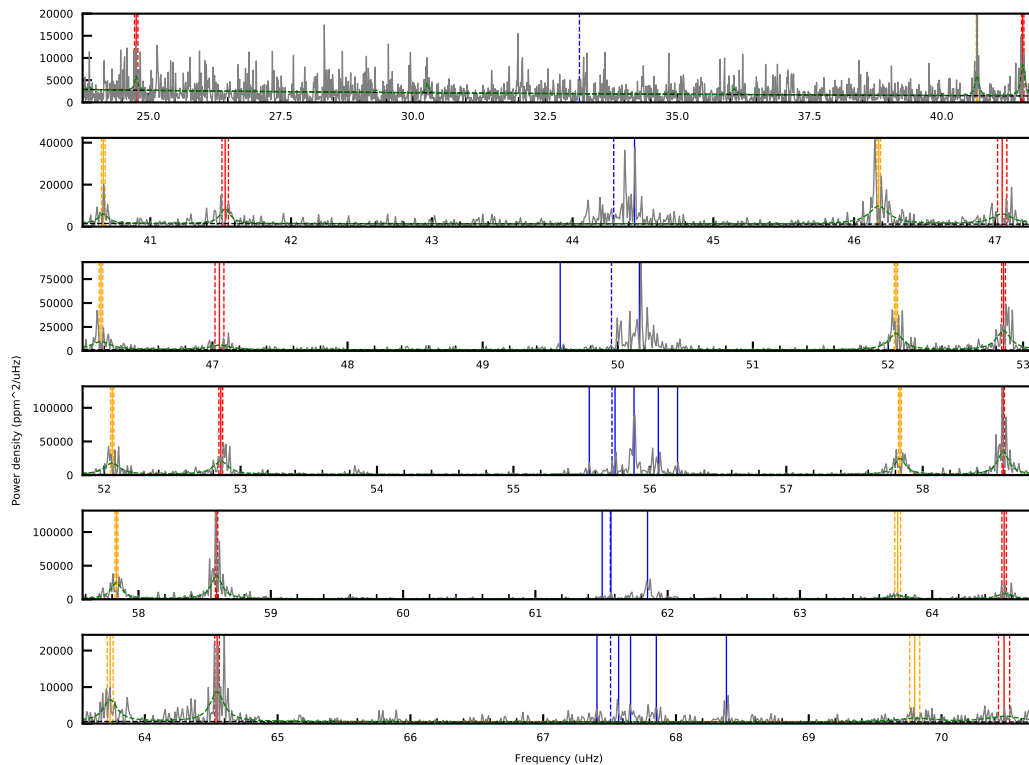 20000
15000
10000
5000
0
25.0 27.5 30.0 32.5 35.0 37.5 40.0
40000
20000
0
41 42 43 44 45 46 47
75000
50000
25000
0
47 48 49 50 51 52 53
Power density (ppm^2/uHz)
100000
50000
0
52 53 54 55 56 57 58
100000
50000
0
58 59 60 61 62 63 64
20000
10000
0
64 65 66 67 68 69 70
Frequency (uHz)